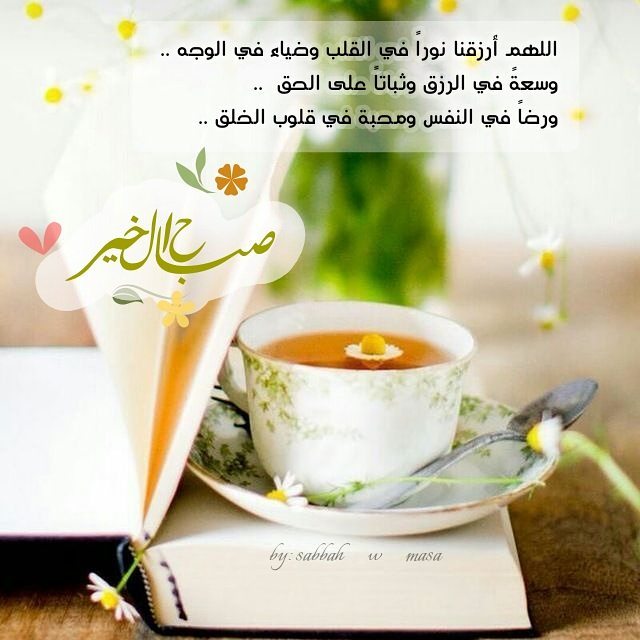 اللهم أرزقنا نوراً في القلب وضياء في الوجه ..
وسعةً في الرزق وثباتاً على الحق ..
ورضاً في النفس ومحبة في قلوب الخلق ..
صباح الخير
by: sabbah w masa